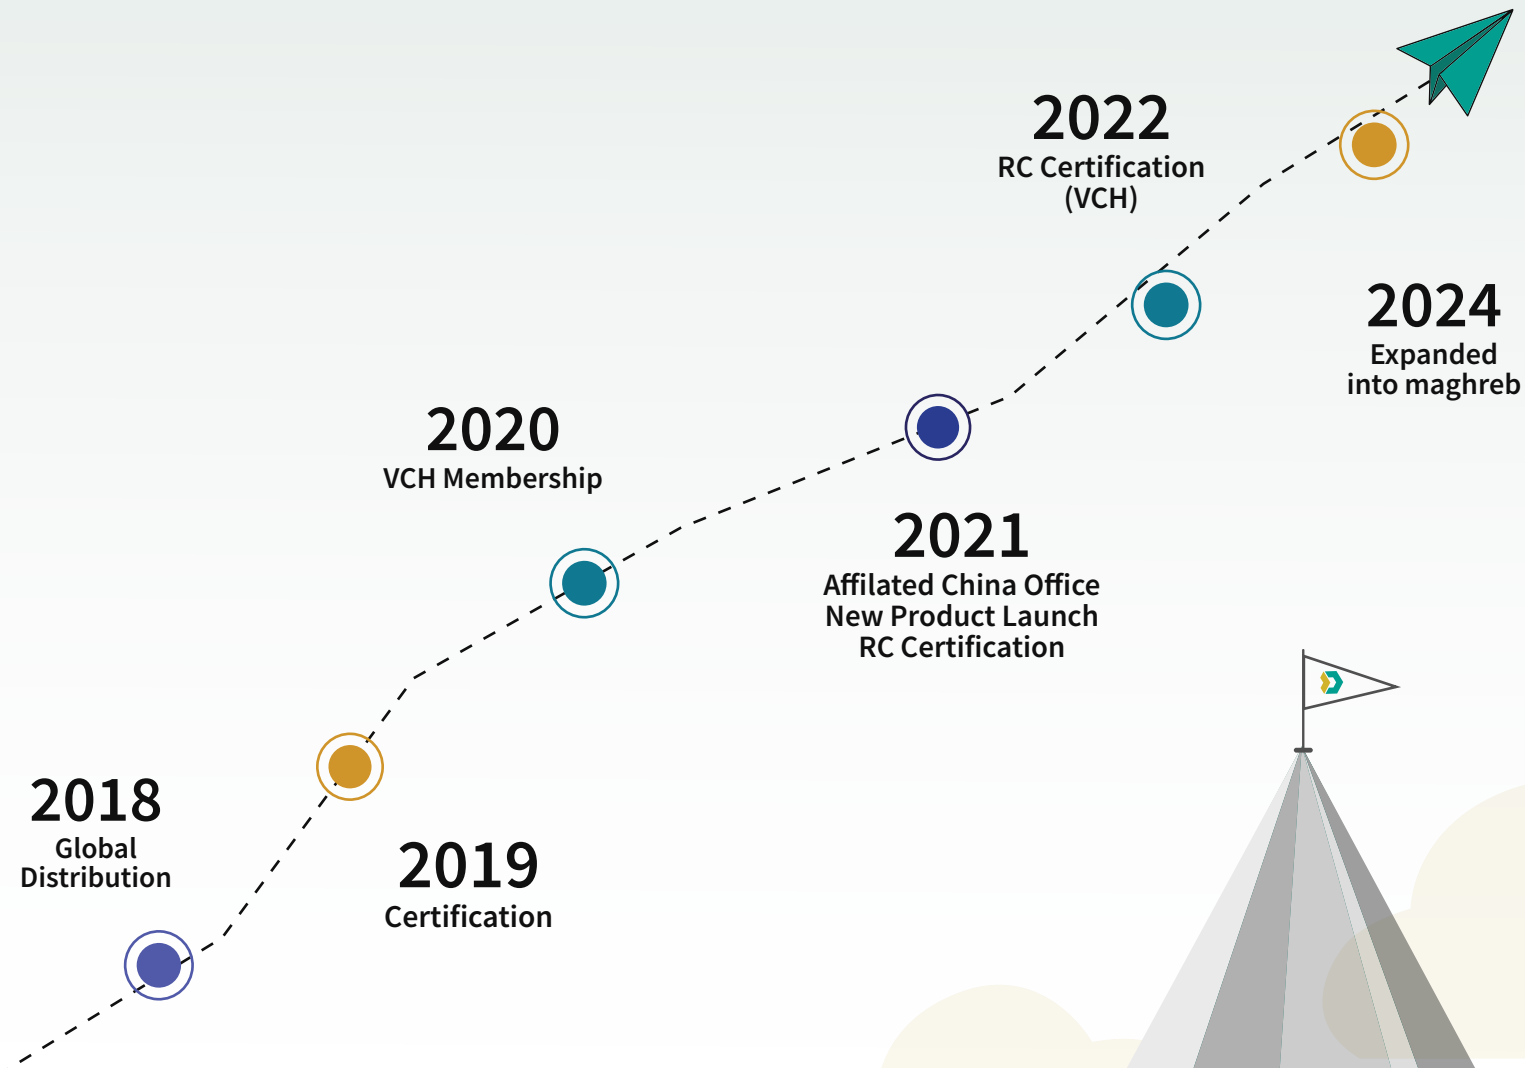 2018
Global
Distribution
2019
Certification
2020
VCH Membership
2021
Affilated China Office
New Product Launch
RC Certification
2022
RC Certification
(VCH)
2024
Expanded
into maghreb